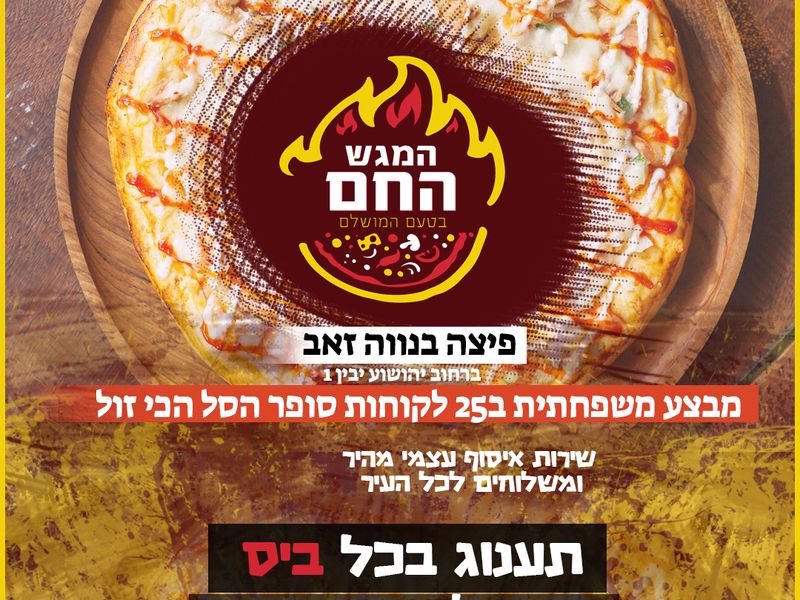 המגש
החם
בטעם המושלם
פיצה בנווה זאב
ברחוב יהושוע יבין 1
מבצע משפחתית ב25 לקוחות סופר הסל הכי זול
שירות איסוף עצמי מהיר
ומשלוחים לכל העיר
תענוג בכל ביס